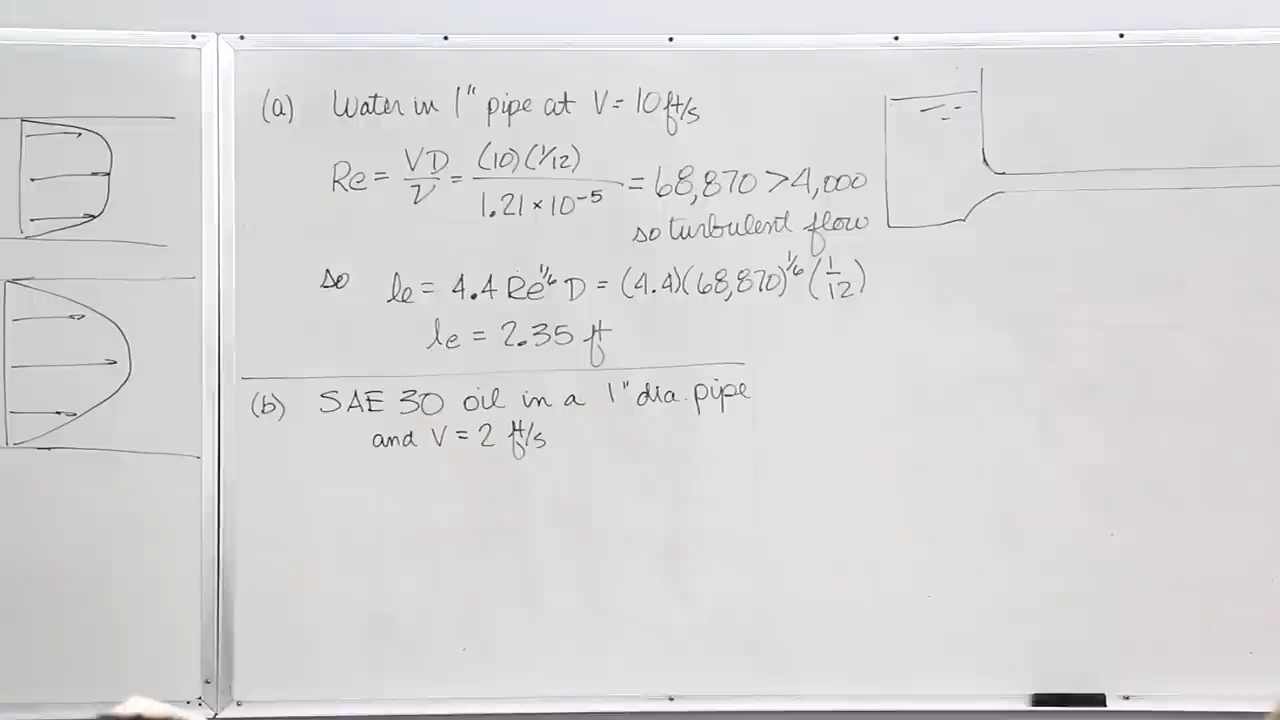 (a) Water in 1" pipe at V = 10 ft/s
Re = VD/ν = (10)(1/12)/1.21 × 10^-5 = 68,870 > 4,000
so turbulent flow
so le = 4.4 Re^1/6 D = (4.4)(68,870)^1/6 (1/12)
le = 2.35 ft
(b) SAE 30 oil in a 1" dia. pipe
and V = 2 ft/s